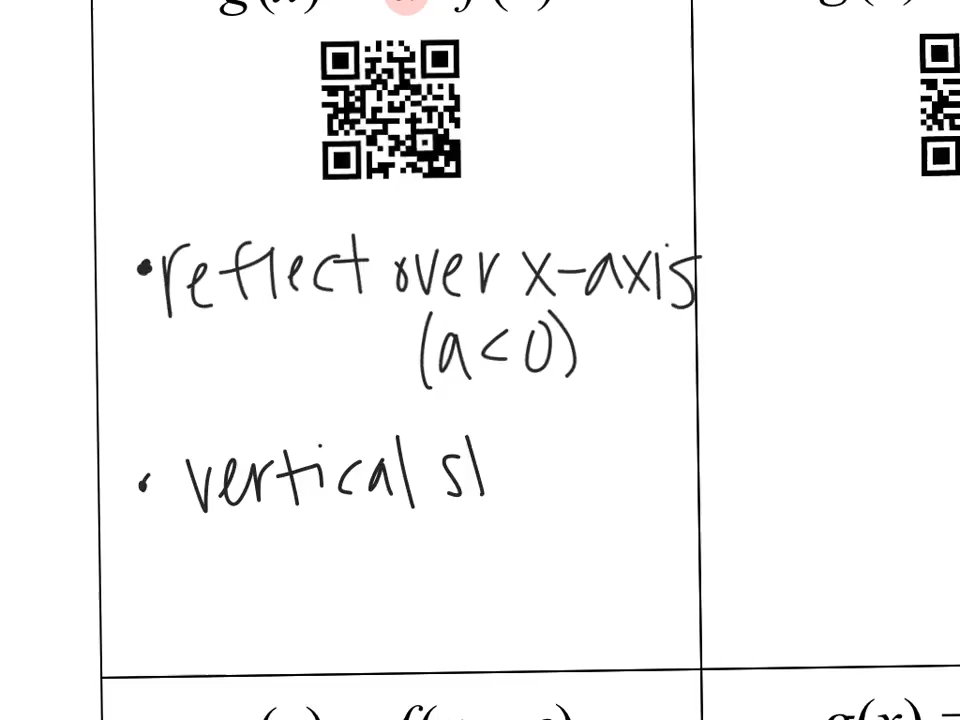 • reflect over x-axis
(a < 0)
• vertical sl